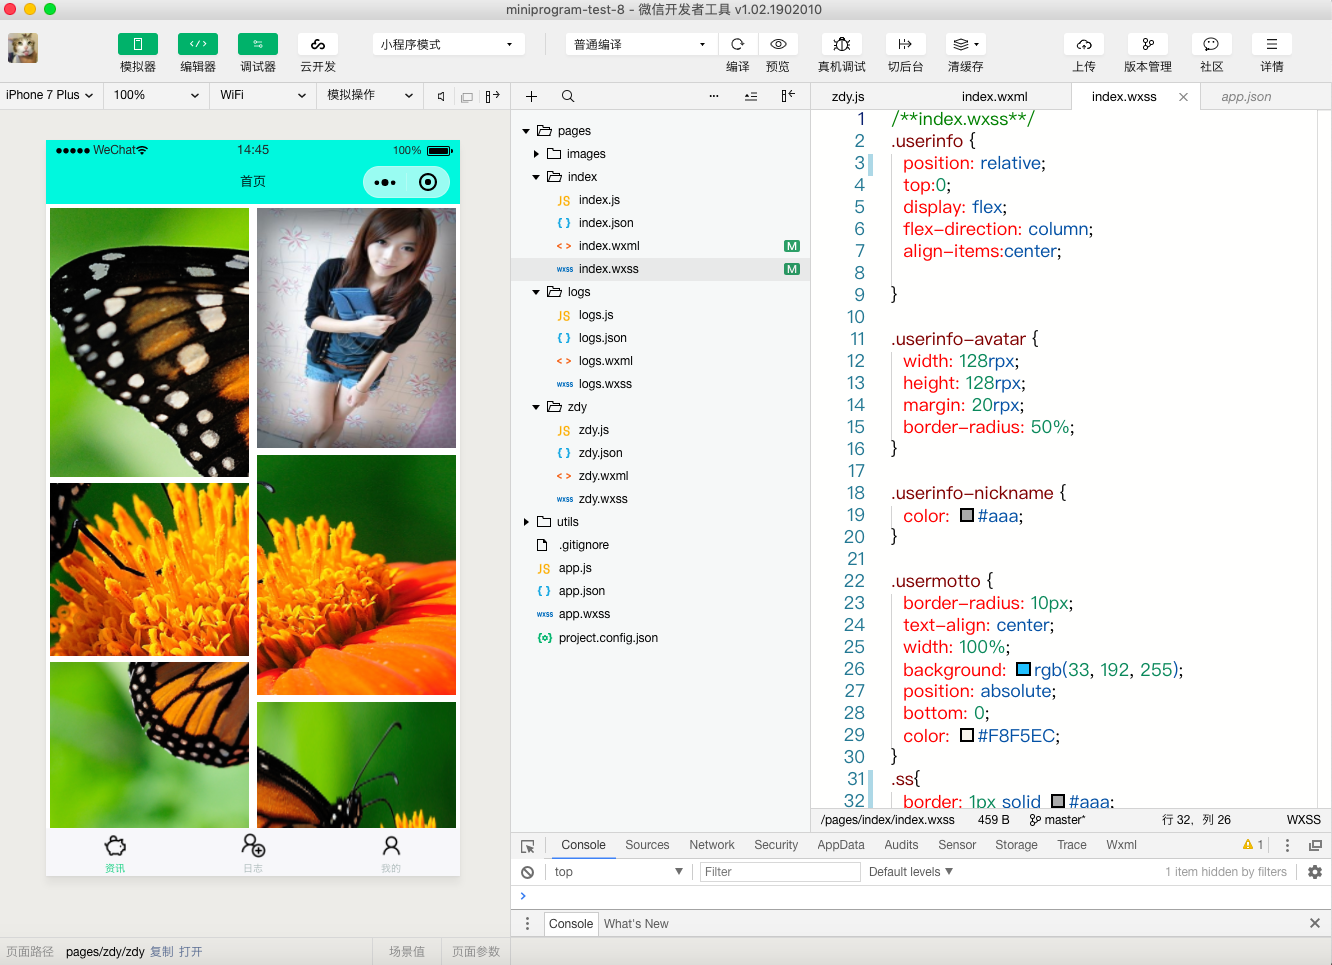 miniprogram-test-8 - 微信开发者工具 v1.02.1902010
模拟器 编辑器 调试器 云开发 小程序模式 普通编译 编译 预览 真机调试 切后台 清缓存 上传 版本管理 社区 详情
iPhone 7 Plus 100% WiFi 模拟操作
zdy.js index.wxml index.wxss app.json
WeChat 14:45 100%
首页
资讯 日志 我的
页面路径 pages/zdy/zdy 复制 打开 场景值 页面参数
pages
images
index
JS index.js
{ } index.json
< > index.wxml M
wxss index.wxss M
logs
JS logs.js
{ } logs.json
< > logs.wxml
wxss logs.wxss
zdy
JS zdy.js
{ } zdy.json
< > zdy.wxml
wxss zdy.wxss
utils
.gitignore
JS app.js
{ } app.json
wxss app.wxss
{o} project.config.json
1 /**index.wxss**/
2 .userinfo {
3 position: relative;
4 top:0;
5 display: flex;
6 flex-direction: column;
7 align-items:center;
8
9 }
10
11 .userinfo-avatar {
12 width: 128rpx;
13 height: 128rpx;
14 margin: 20rpx;
15 border-radius: 50%;
16 }
17
18 .userinfo-nickname {
19 color: #aaa;
20 }
21
22 .usermotto {
23 border-radius: 10px;
24 text-align: center;
25 width: 100%;
26 background: rgb(33, 192, 255);
27 position: absolute;
28 bottom: 0;
29 color: #F8F5EC;
30 }
31 .ss{
32 border: 1px solid #aaa;
/pages/index/index.wxss 459 B master* 行 32, 列 26 WXSS
Console Sources Network Security AppData Audits Sensor Storage Trace Wxml 1
top Filter Default levels 1 item hidden by filters
Console What's New